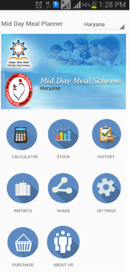 16% 1:28 PM
Mid Day Meal Planner Haryana
Mid Day Meal Scheme
Haryana
CALCULATOR STOCK HISTORY
REPORTS SHARE SETTINGS
PURCHASE ABOUT US